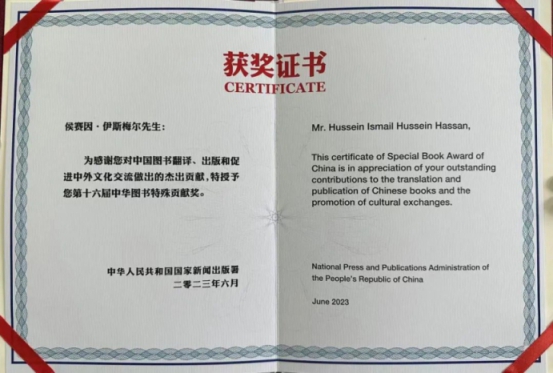 获奖证书
CERTIFICATE
侯赛因·伊斯梅尔先生：
为感谢您对中国图书翻译、出版和促
进中外文化交流做出的杰出贡献，特授予
您第十六届中华图书特殊贡献奖。
中华人民共和国国家新闻出版署
二〇二三年六月
Mr. Hussein Ismail Hussein Hassan,
This certificate of Special Book Award of
China is in appreciation of your outstanding
contributions to the translation and
publication of Chinese books and the
promotion of cultural exchanges.
National Press and Publications Administration of
the People's Republic of China
June 2023